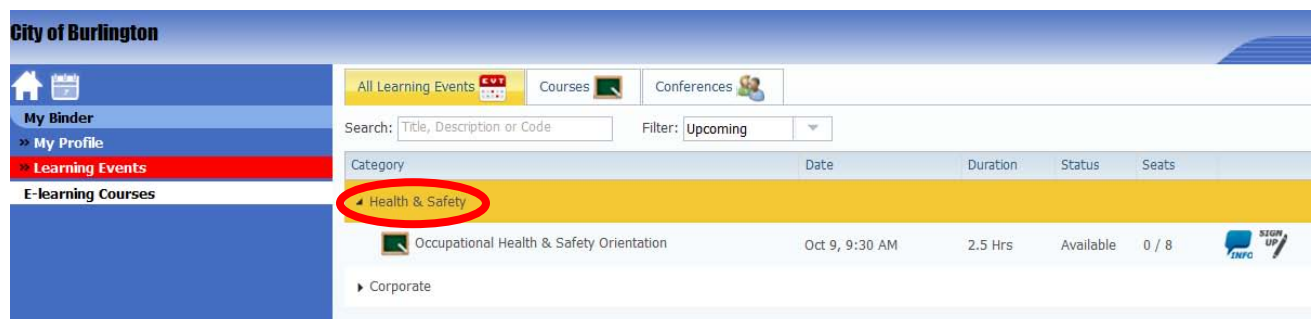 City of Burlington
All Learning Events EVT Courses Conferences
My Binder
» My Profile
» Learning Events
E-learning Courses
Search: Title, Description or Code Filter: Upcoming
Category Date Duration Status Seats
Health & Safety
Occupational Health & Safety Orientation Oct 9, 9:30 AM 2.5 Hrs Available 0 / 8 INFO SIGN UP
Corporate